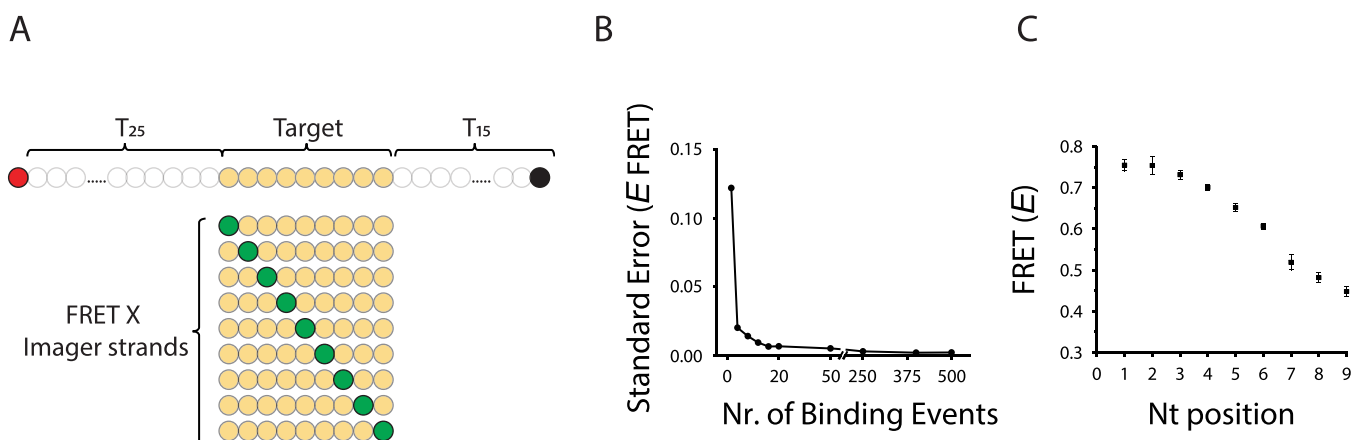 A
B
C
T25
Target
T15
.....
.....
FRET X
Imager strands
Standard Error (E FRET)
0.15
0.10
0.05
0.00
0 20 50 250 375 500
Nr. of Binding Events
FRET (E)
0.8
0.7
0.6
0.5
0.4
0.3
0 1 2 3 4 5 6 7 8 9
Nt position